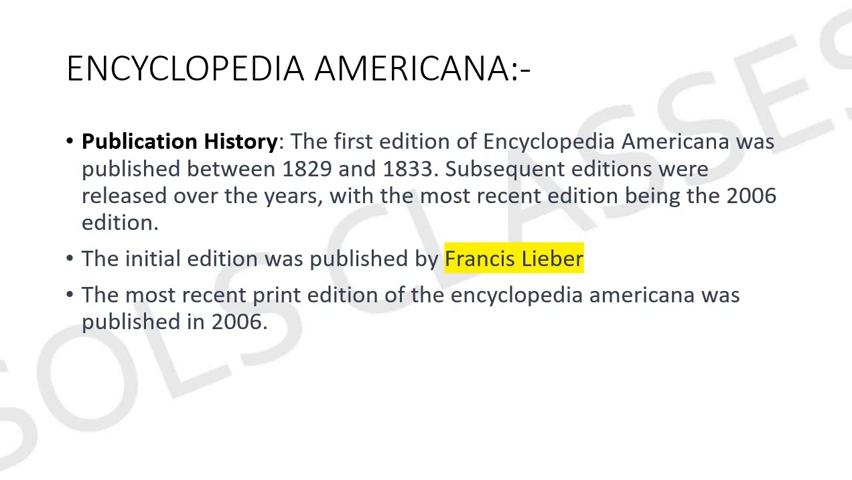 ENCYCLOPEDIA AMERICANA:-
• Publication History: The first edition of Encyclopedia Americana was
published between 1829 and 1833. Subsequent editions were
released over the years, with the most recent edition being the 2006
edition.
• The initial edition was published by Francis Lieber
• The most recent print edition of the encyclopedia americana was
published in 2006.
SOLS CLASSES